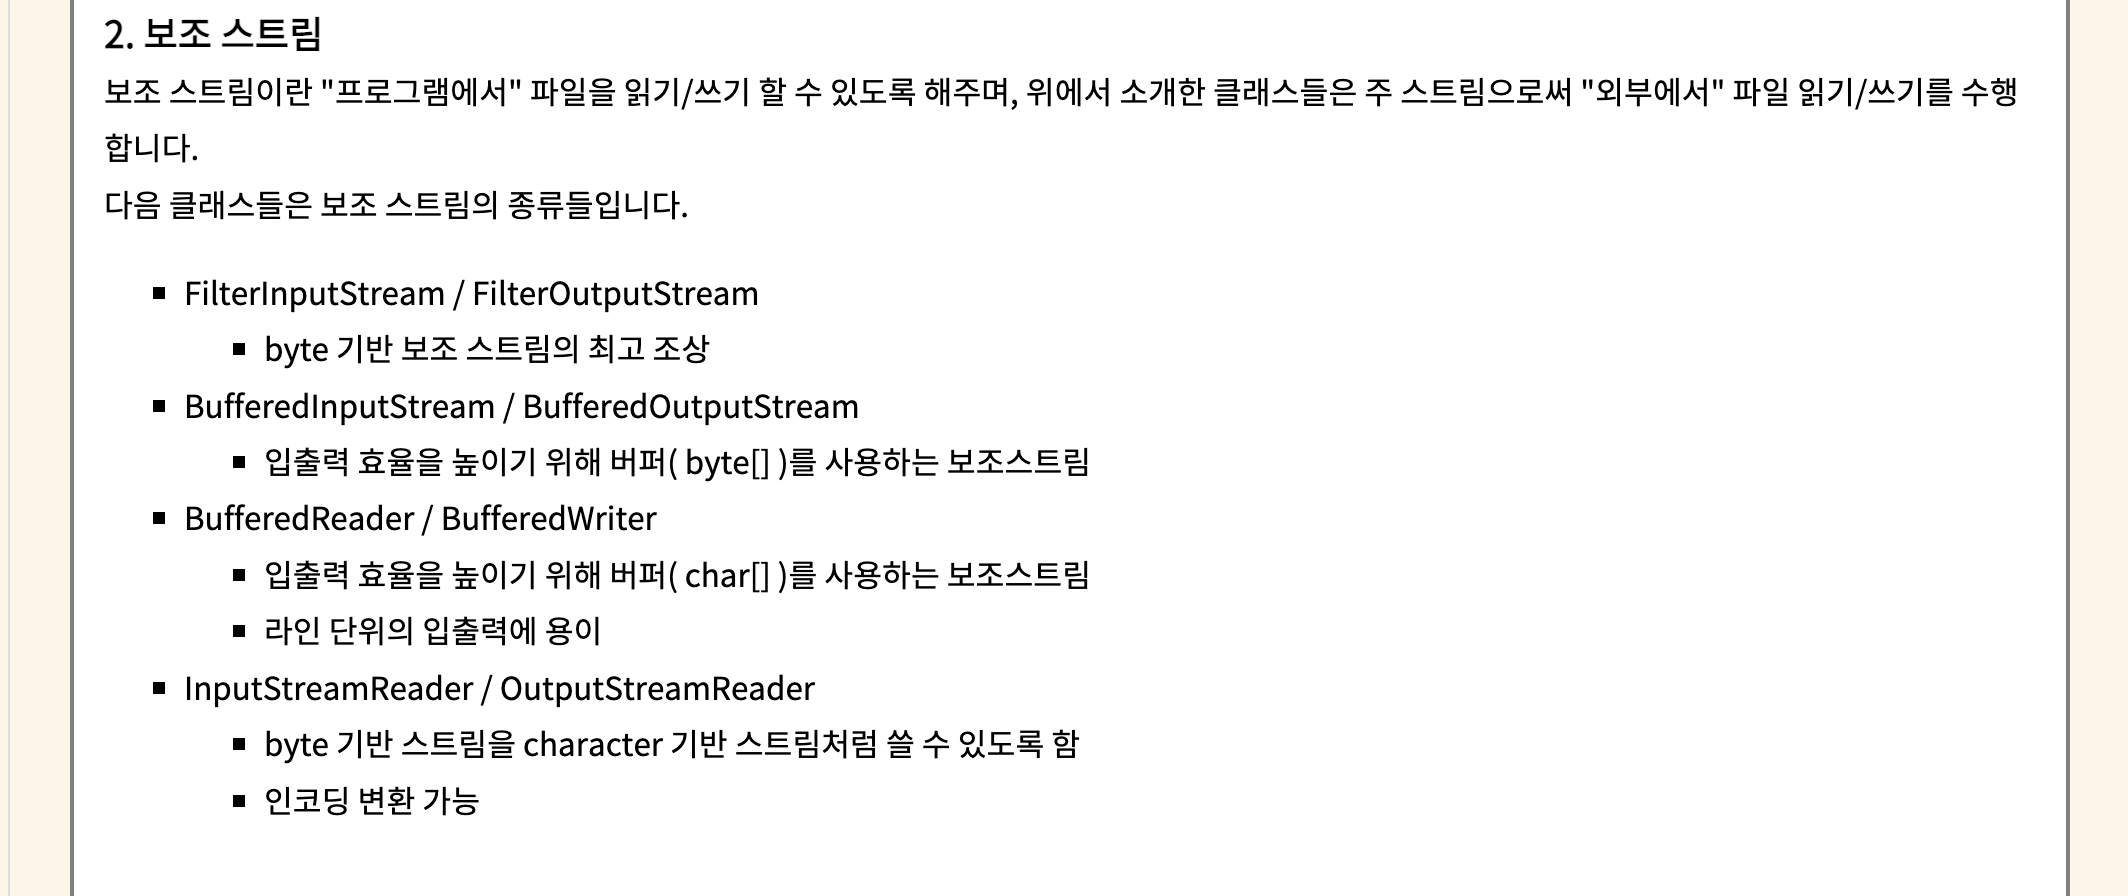 2. 보조 스트림
보조 스트림이란 "프로그램에서" 파일을 읽기/쓰기 할 수 있도록 해주며, 위에서 소개한 클래스들은 주 스트림으로써 "외부에서" 파일 읽기/쓰기를 수행
합니다.
다음 클래스들은 보조 스트림의 종류들입니다.
▪ FilterInputStream / FilterOutputStream
▪ byte 기반 보조 스트림의 최고 조상
▪ BufferedInputStream / BufferedOutputStream
▪ 입출력 효율을 높이기 위해 버퍼( byte[] )를 사용하는 보조스트림
▪ BufferedReader / BufferedWriter
▪ 입출력 효율을 높이기 위해 버퍼( char[] )를 사용하는 보조스트림
▪ 라인 단위의 입출력에 용이
▪ InputStreamReader / OutputStreamReader
▪ byte 기반 스트림을 character 기반 스트림처럼 쓸 수 있도록 함
▪ 인코딩 변환 가능